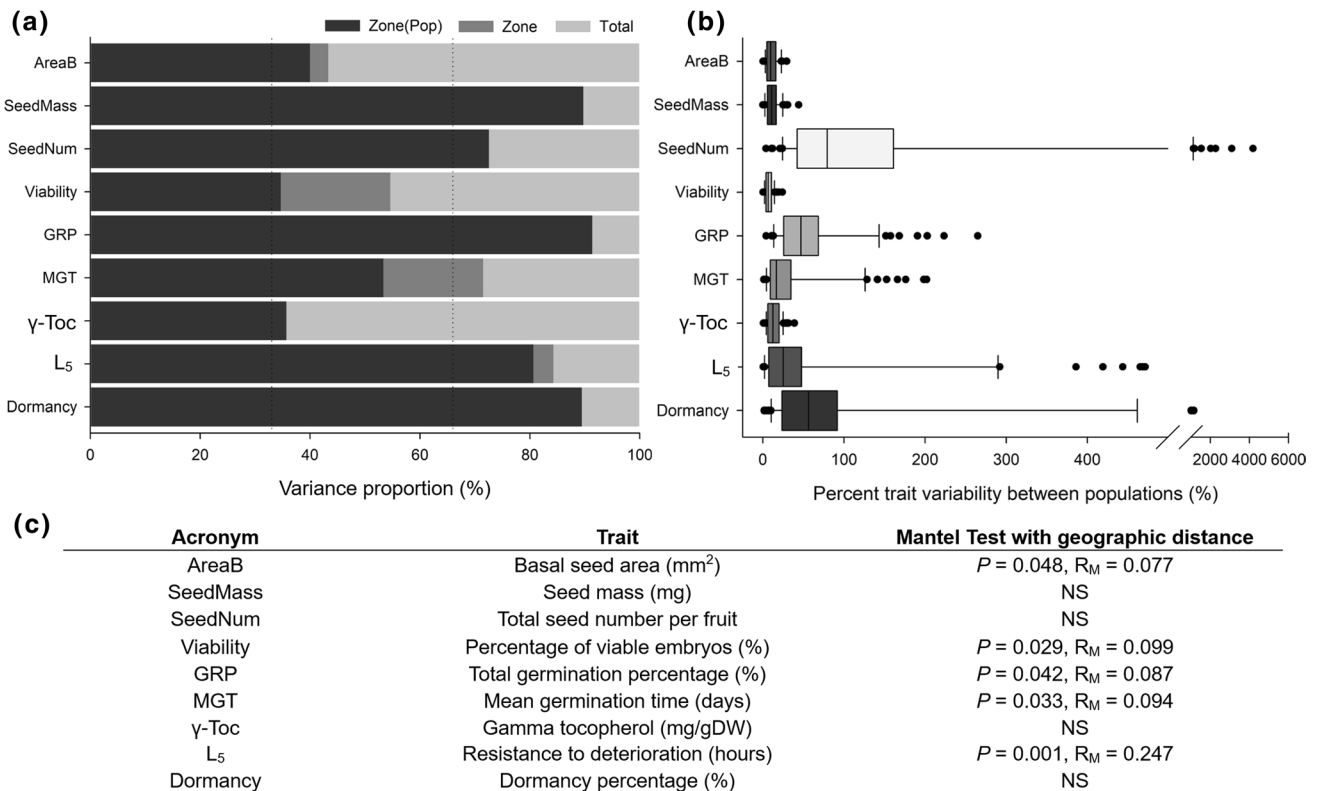 (a)
Zone(Pop) Zone Total
AreaB
SeedMass
SeedNum
Viability
GRP
MGT
γ-Toc
L₅
Dormancy
0 20 40 60 80 100
Variance proportion (%)
(b)
AreaB
SeedMass
SeedNum
Viability
GRP
MGT
γ-Toc
L₅
Dormancy
0 100 200 300 400 2000 4000 6000
Percent trait variability between populations (%)
(c)
Acronym Trait Mantel Test with geographic distance
AreaB Basal seed area (mm²) P = 0.048, R_M = 0.077
SeedMass Seed mass (mg) NS
SeedNum Total seed number per fruit NS
Viability Percentage of viable embryos (%) P = 0.029, R_M = 0.099
GRP Total germination percentage (%) P = 0.042, R_M = 0.087
MGT Mean germination time (days) P = 0.033, R_M = 0.094
γ-Toc Gamma tocopherol (mg/gDW) NS
L₅ Resistance to deterioration (hours) P = 0.001, R_M = 0.247
Dormancy Dormancy percentage (%) NS